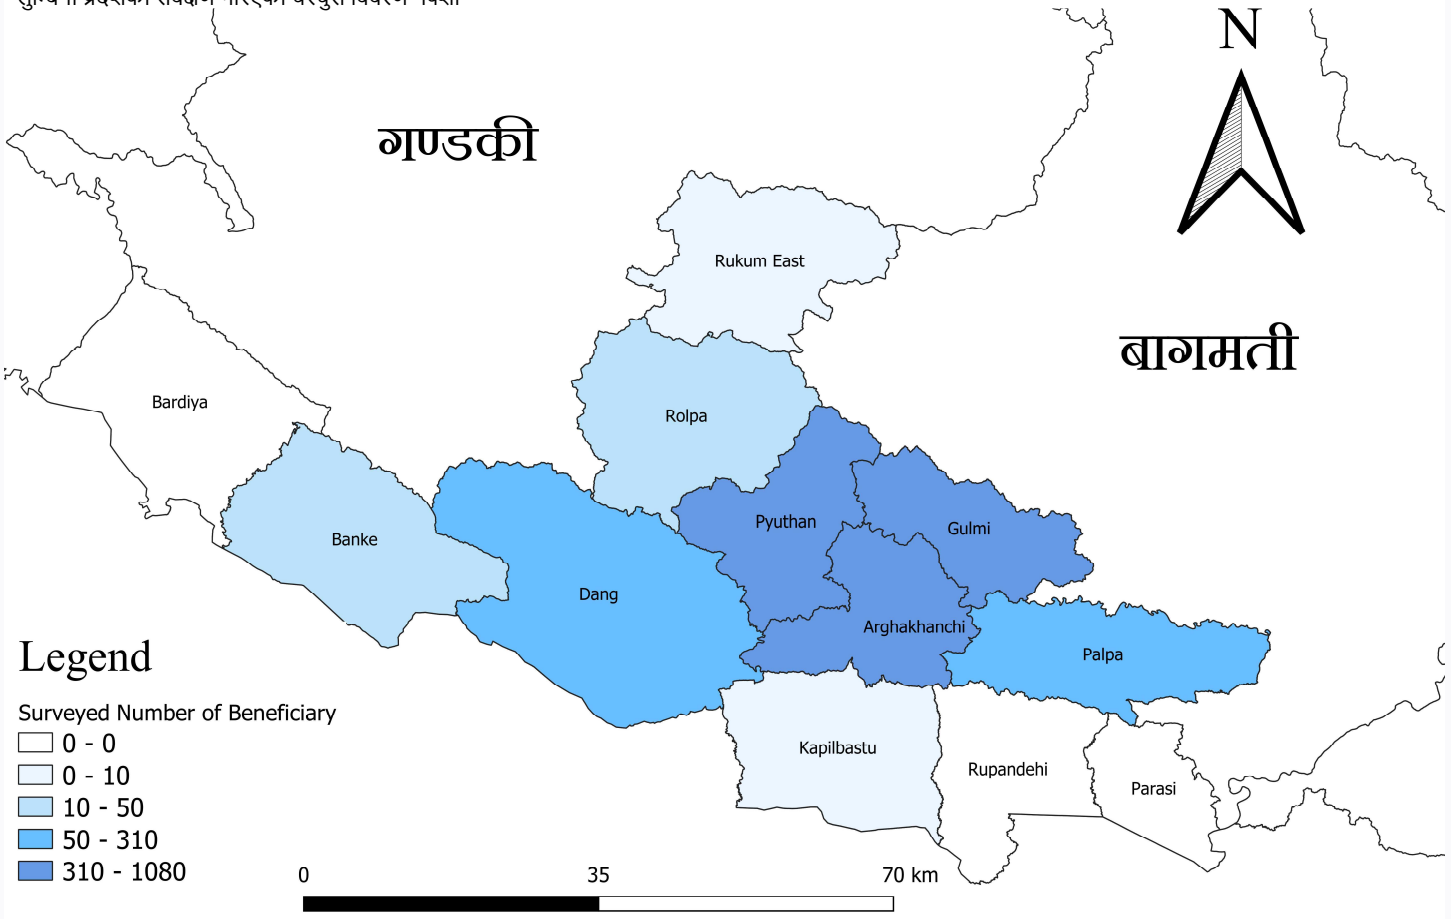 N
गण्डकी
Rukum East
बागमती
Bardiya
Rolpa
Pyuthan
Gulmi
Banke
Dang
Arghakhanchi
Palpa
Kapilbastu
Rupandehi
Parasi
Legend
Surveyed Number of Beneficiary
0 - 0
0 - 10
10 - 50
50 - 310
310 - 1080
0 35 70 km